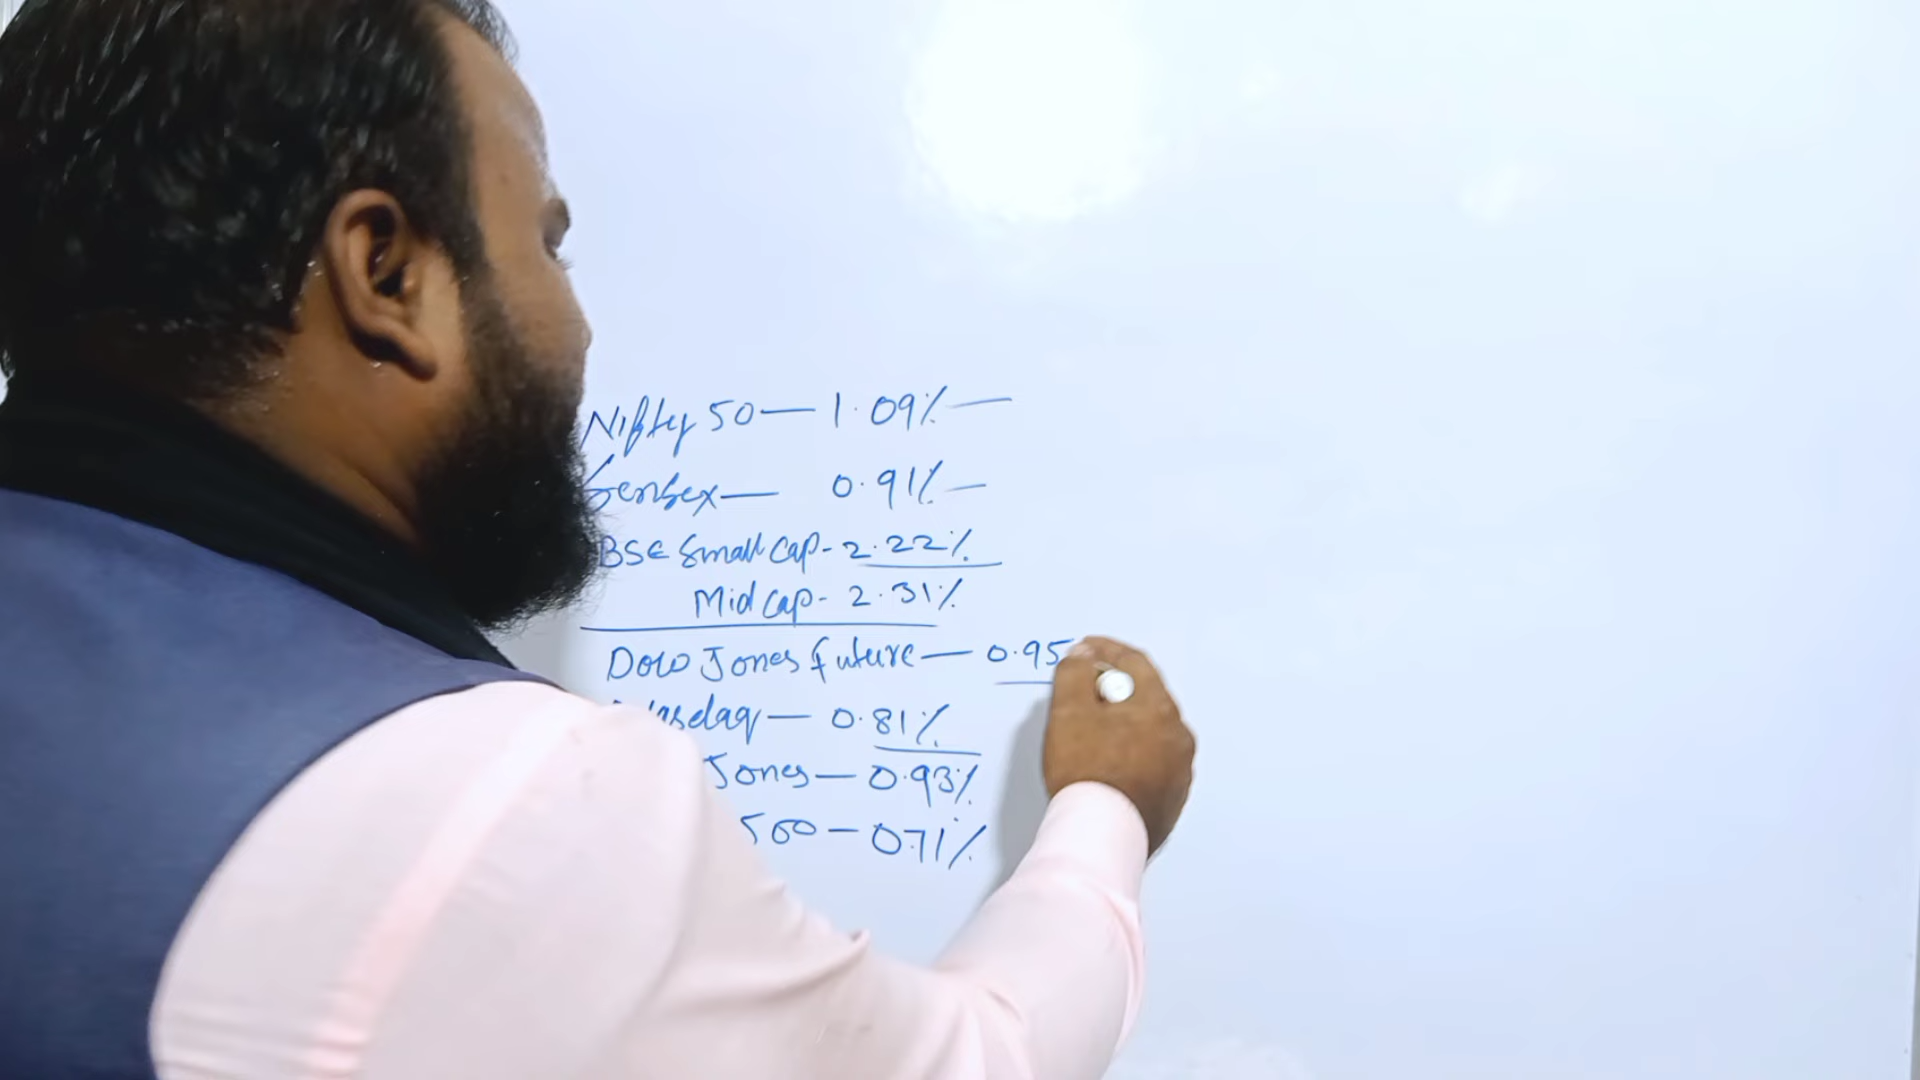 Nifty 50 — 1.09% —
Sensex — 0.91% —
BSE Small Cap - 2.22%
Mid Cap - 2.31%
Dow Jones future — 0.95
Nasdaq — 0.81%
Jones — 0.93%
500 — 0.71%